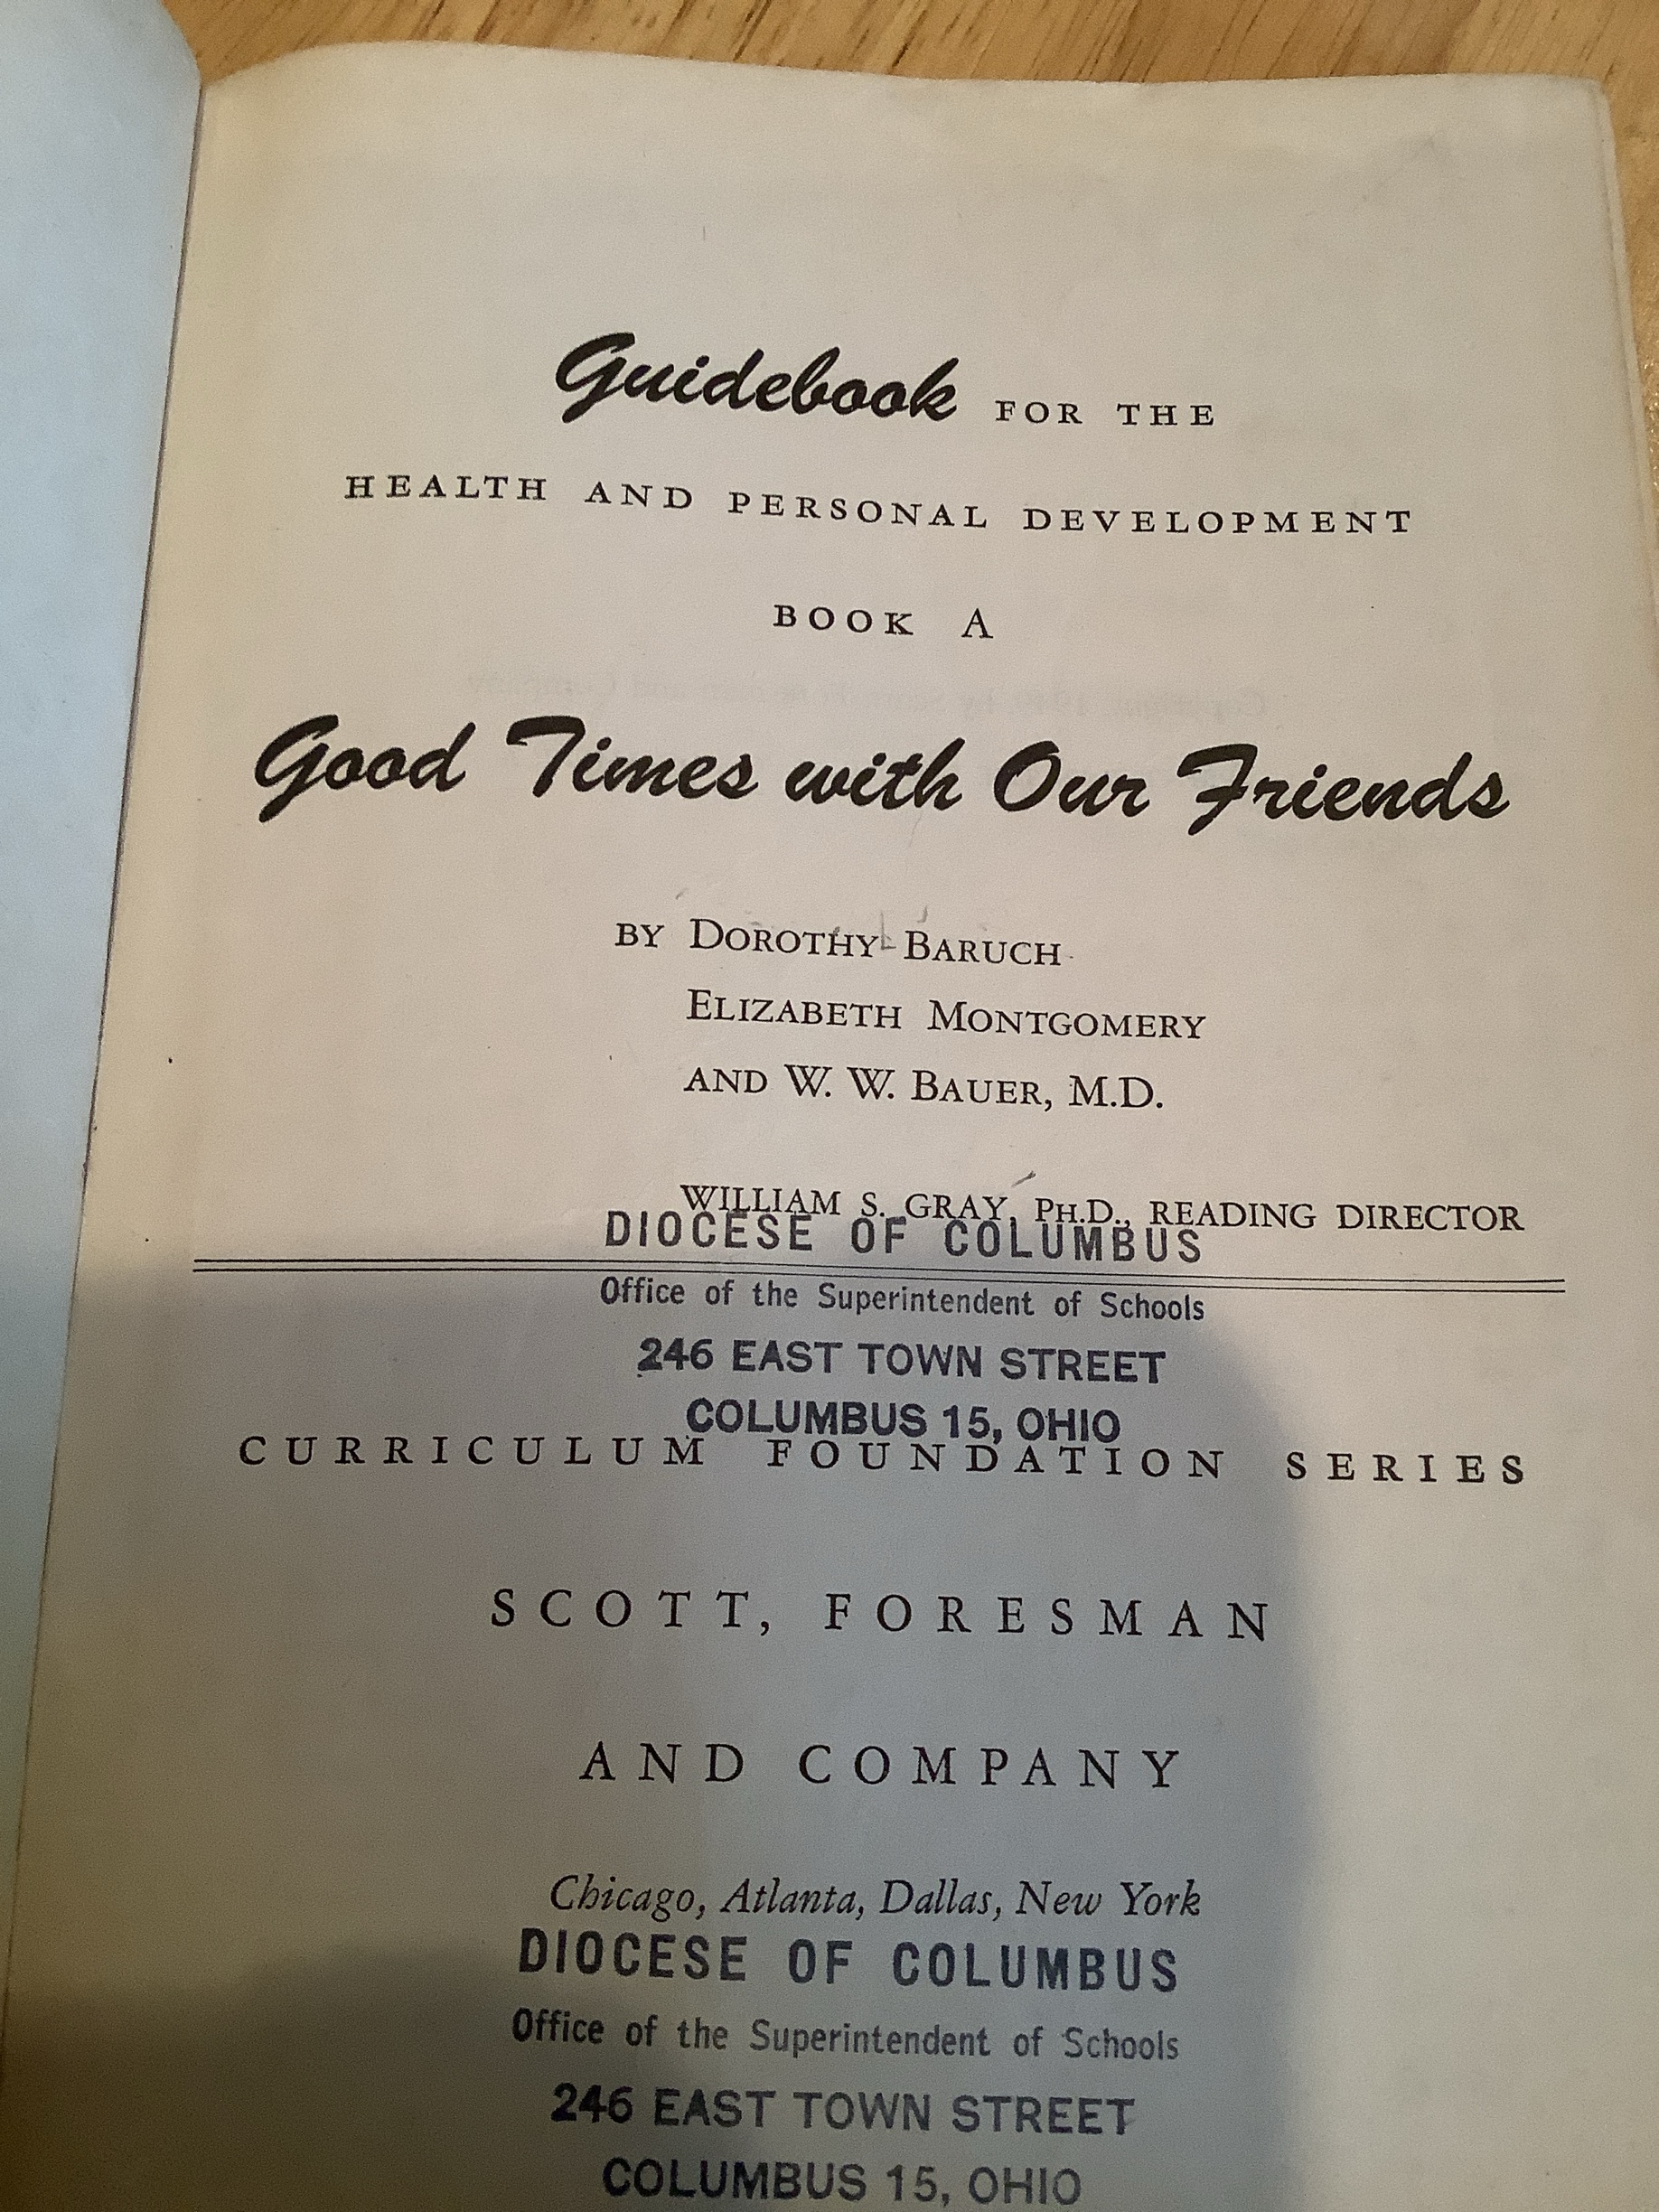 Guidebook FOR THE
HEALTH AND PERSONAL DEVELOPMENT
BOOK A
Good Times with Our Friends
BY DOROTHY BARUCH
ELIZABETH MONTGOMERY
AND W. W. BAUER, M.D.
WILLIAM S. GRAY, PH.D., READING DIRECTOR
DIOCESE OF COLUMBUS
Office of the Superintendent of Schools
246 EAST TOWN STREET
COLUMBUS 15, OHIO
CURRICULUM FOUNDATION SERIES
SCOTT, FORESMAN
AND COMPANY
Chicago, Atlanta, Dallas, New York
DIOCESE OF COLUMBUS
Office of the Superintendent of Schools
246 EAST TOWN STREET
COLUMBUS 15, OHIO